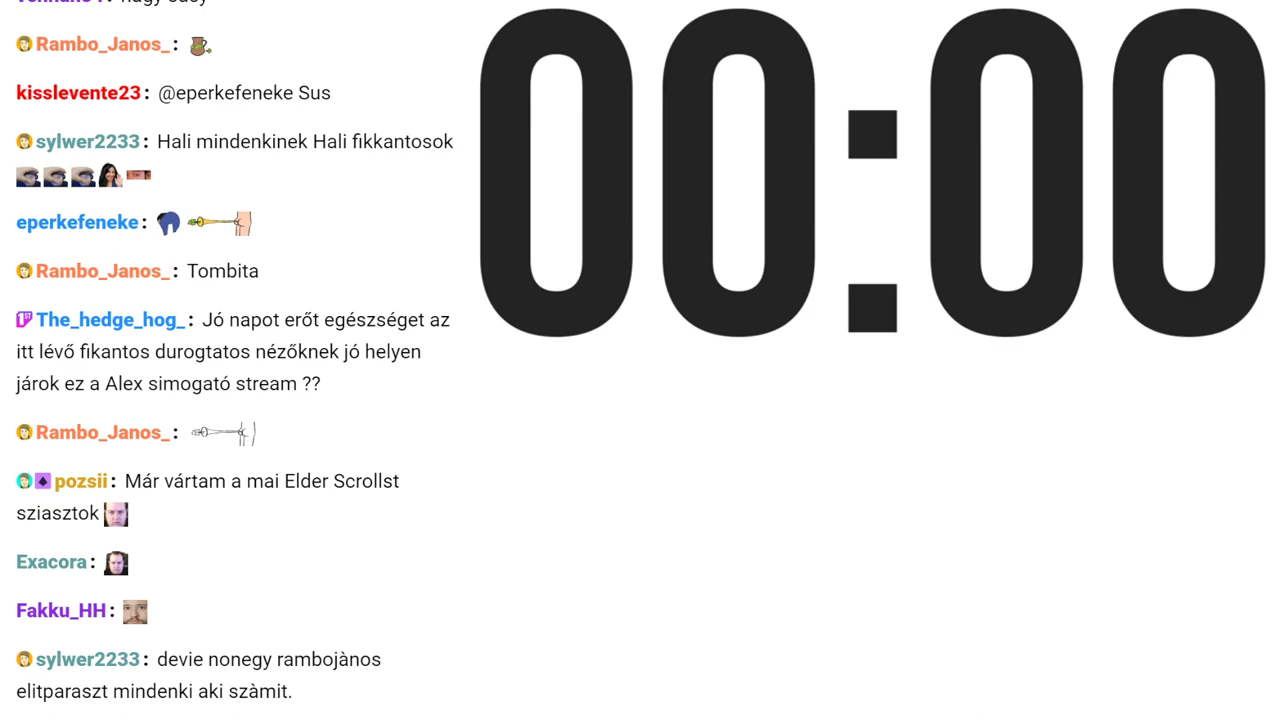 nagy
00:00
Rambo_Janos_:
kisslevente23: @eperkefeneke Sus
sylwer2233: Hali mindenkinek Hali fikkantosok
eperkefeneke:
Rambo_Janos_: Tombita
The_hedge_hog_: Jó napot erőt egészséget az
itt lévő fikantos durogtatos nézőknek jó helyen
járok ez a Alex simogató stream ??
Rambo_Janos_:
pozsii: Már vártam a mai Elder Scrollst
sziasztok
Exacora:
Fakku_HH:
sylwer2233: devie nonegy rambojànos
elitparaszt mindenki aki szàmit.